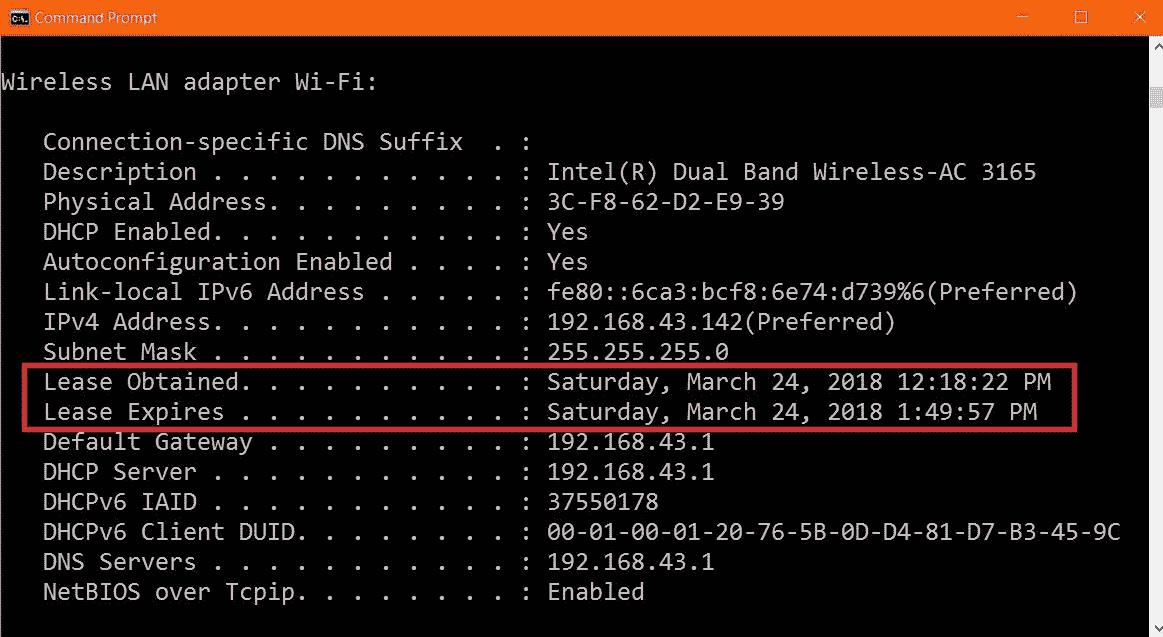 Command Prompt
Wireless LAN adapter Wi-Fi:
Connection-specific DNS Suffix  . :
Description . . . . . . . . . . . : Intel(R) Dual Band Wireless-AC 3165
Physical Address. . . . . . . . . : 3C-F8-62-D2-E9-39
DHCP Enabled. . . . . . . . . . . : Yes
Autoconfiguration Enabled . . . . : Yes
Link-local IPv6 Address . . . . . : fe80::6ca3:bcf8:6e74:d739%6(Preferred)
IPv4 Address. . . . . . . . . . . : 192.168.43.142(Preferred)
Subnet Mask . . . . . . . . . . . : 255.255.255.0
Lease Obtained. . . . . . . . . . : Saturday, March 24, 2018 12:18:22 PM
Lease Expires . . . . . . . . . . : Saturday, March 24, 2018 1:49:57 PM
Default Gateway . . . . . . . . . : 192.168.43.1
DHCP Server . . . . . . . . . . . : 192.168.43.1
DHCPv6 IAID . . . . . . . . . . . : 37550178
DHCPv6 Client DUID. . . . . . . . : 00-01-00-01-20-76-5B-0D-D4-81-D7-B3-45-9C
DNS Servers . . . . . . . . . . . : 192.168.43.1
NetBIOS over Tcpip. . . . . . . . : Enabled